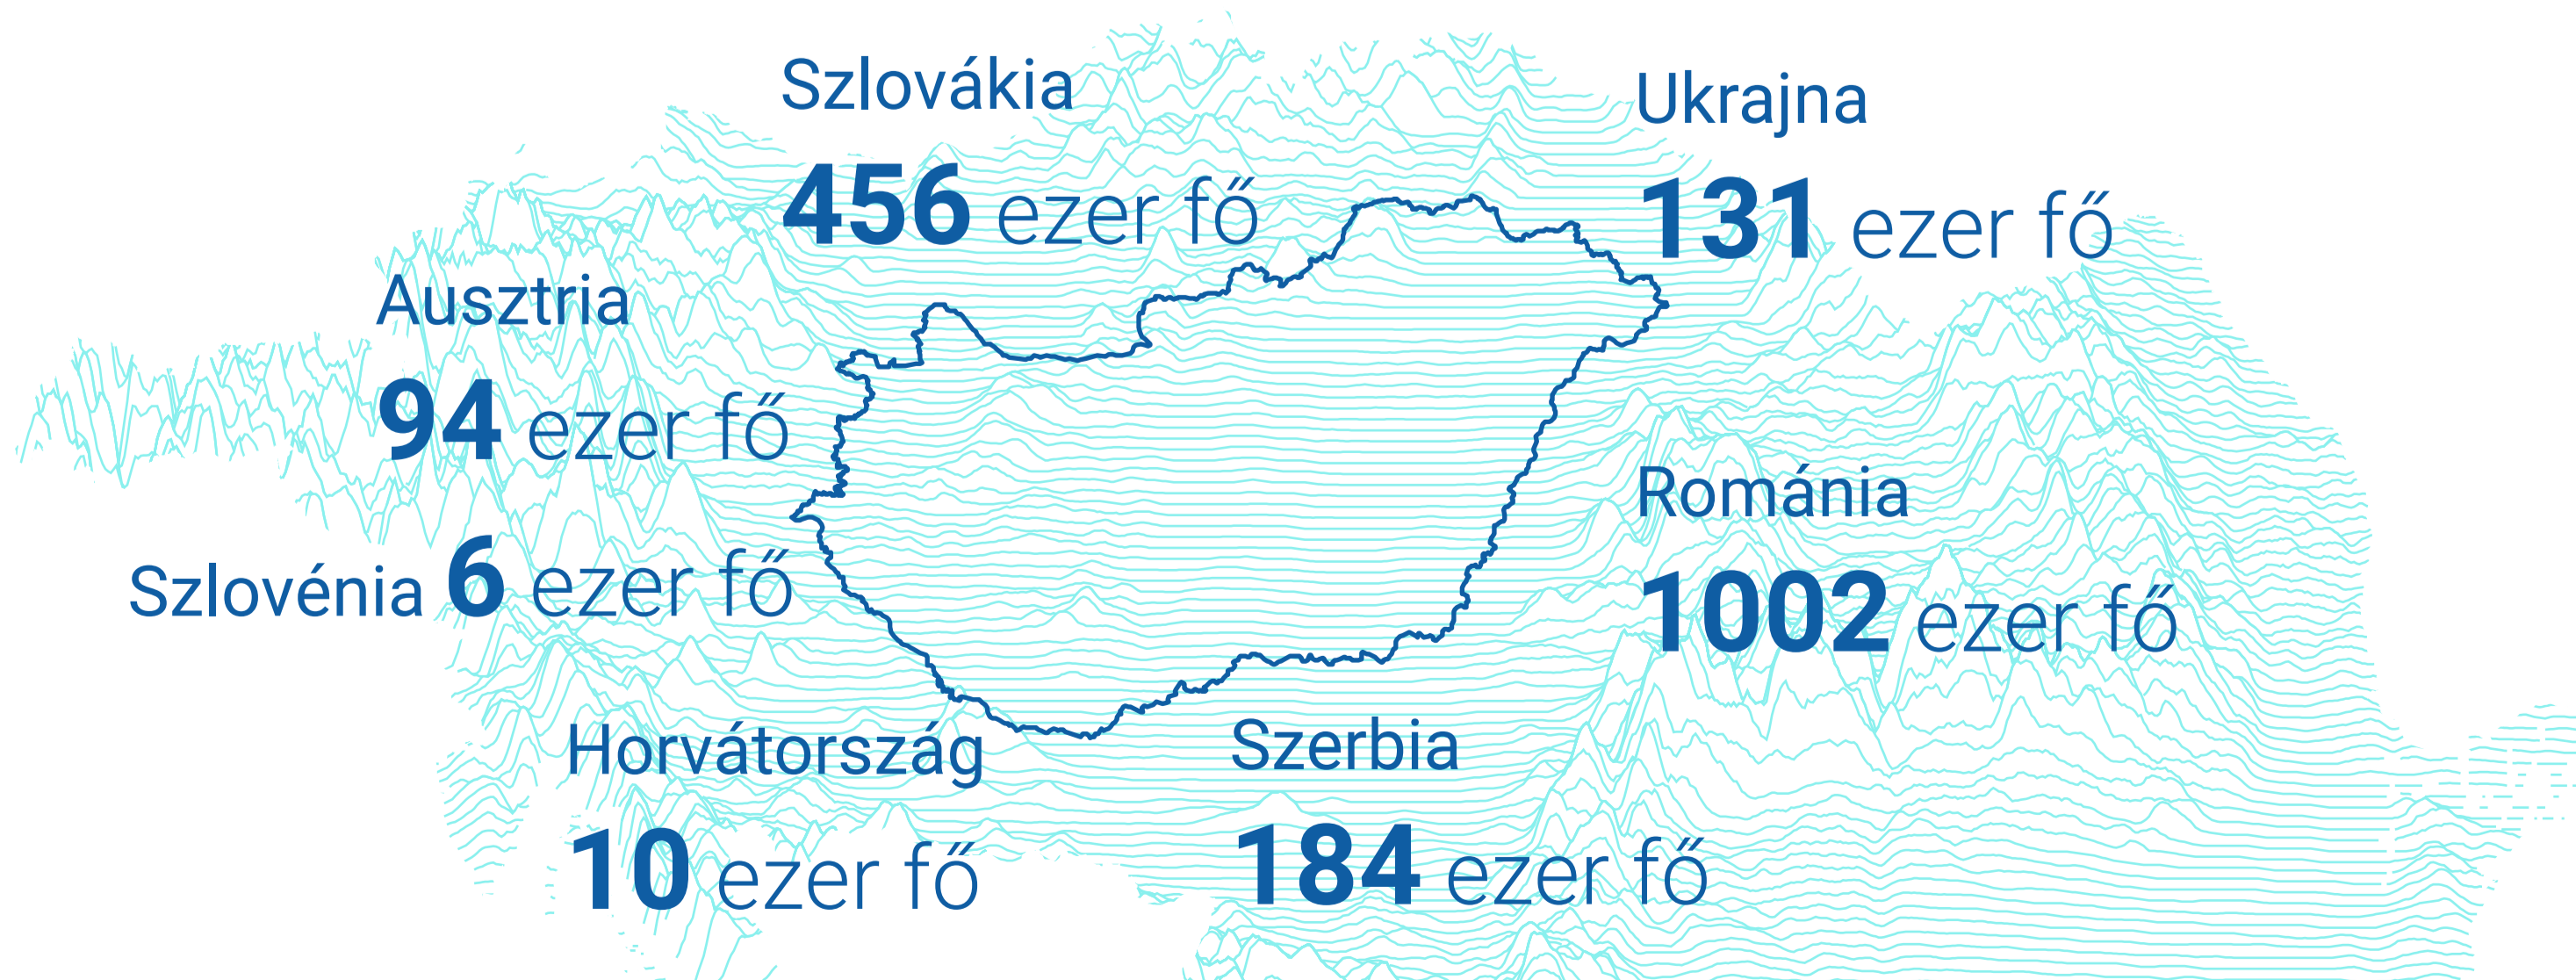 Szlovákia
456 ezer fő
Ukrajna
131 ezer fő
Ausztria
94 ezer fő
Románia
1002 ezer fő
Szlovénia 6 ezer fő
Horvátország
10 ezer fő
Szerbia
184 ezer fő